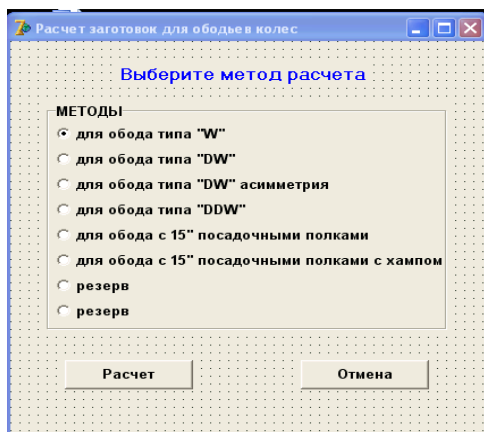 Расчет заготовок для ободьев колес
Выберите метод расчета
МЕТОДЫ
для обода типа "W"
для обода типа "DW"
для обода типа "DW" асимметрия
для обода типа "DDW"
для обода с 15" посадочными полками
для обода с 15" посадочными полками с хампом
резерв
резерв
Расчет
Отмена